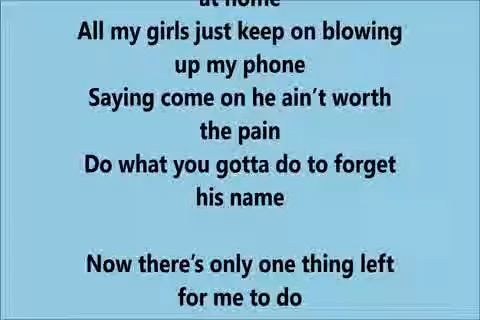 at home
All my girls just keep on blowing
up my phone
Saying come on he ain’t worth
the pain
Do what you gotta do to forget
his name
Now there’s only one thing left
for me to do